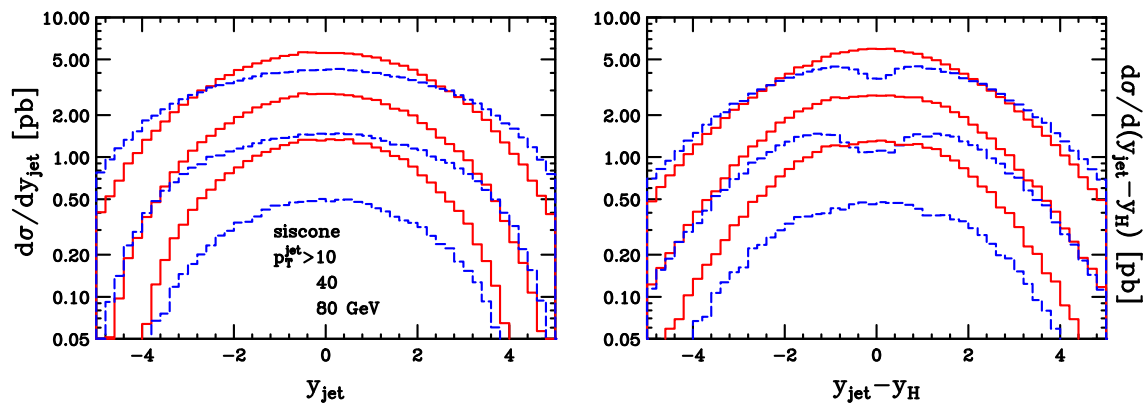 10.00
5.00
2.00
1.00
0.50
0.20
0.10
0.05
dσ/dy_jet [pb]
siscone
p_T^jet>10
40
80 GeV
−4 −2 0 2 4
y_jet
10.00
5.00
2.00
1.00
0.50
0.20
0.10
0.05
−4 −2 0 2 4
y_jet−y_H
dσ/d(y_jet−y_H) [pb]